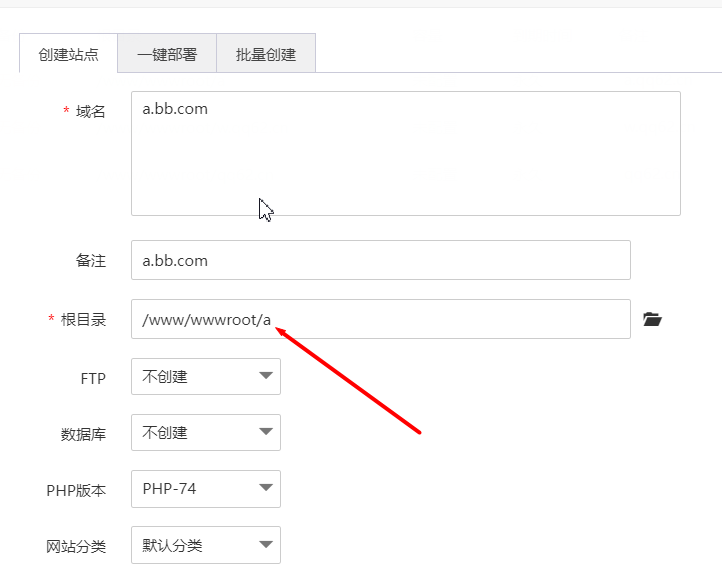 创建站点 一键部署 批量创建
* 域名 a.bb.com
备注 a.bb.com
* 根目录 /www/wwwroot/a
FTP 不创建
数据库 不创建
PHP版本 PHP-74
网站分类 默认分类